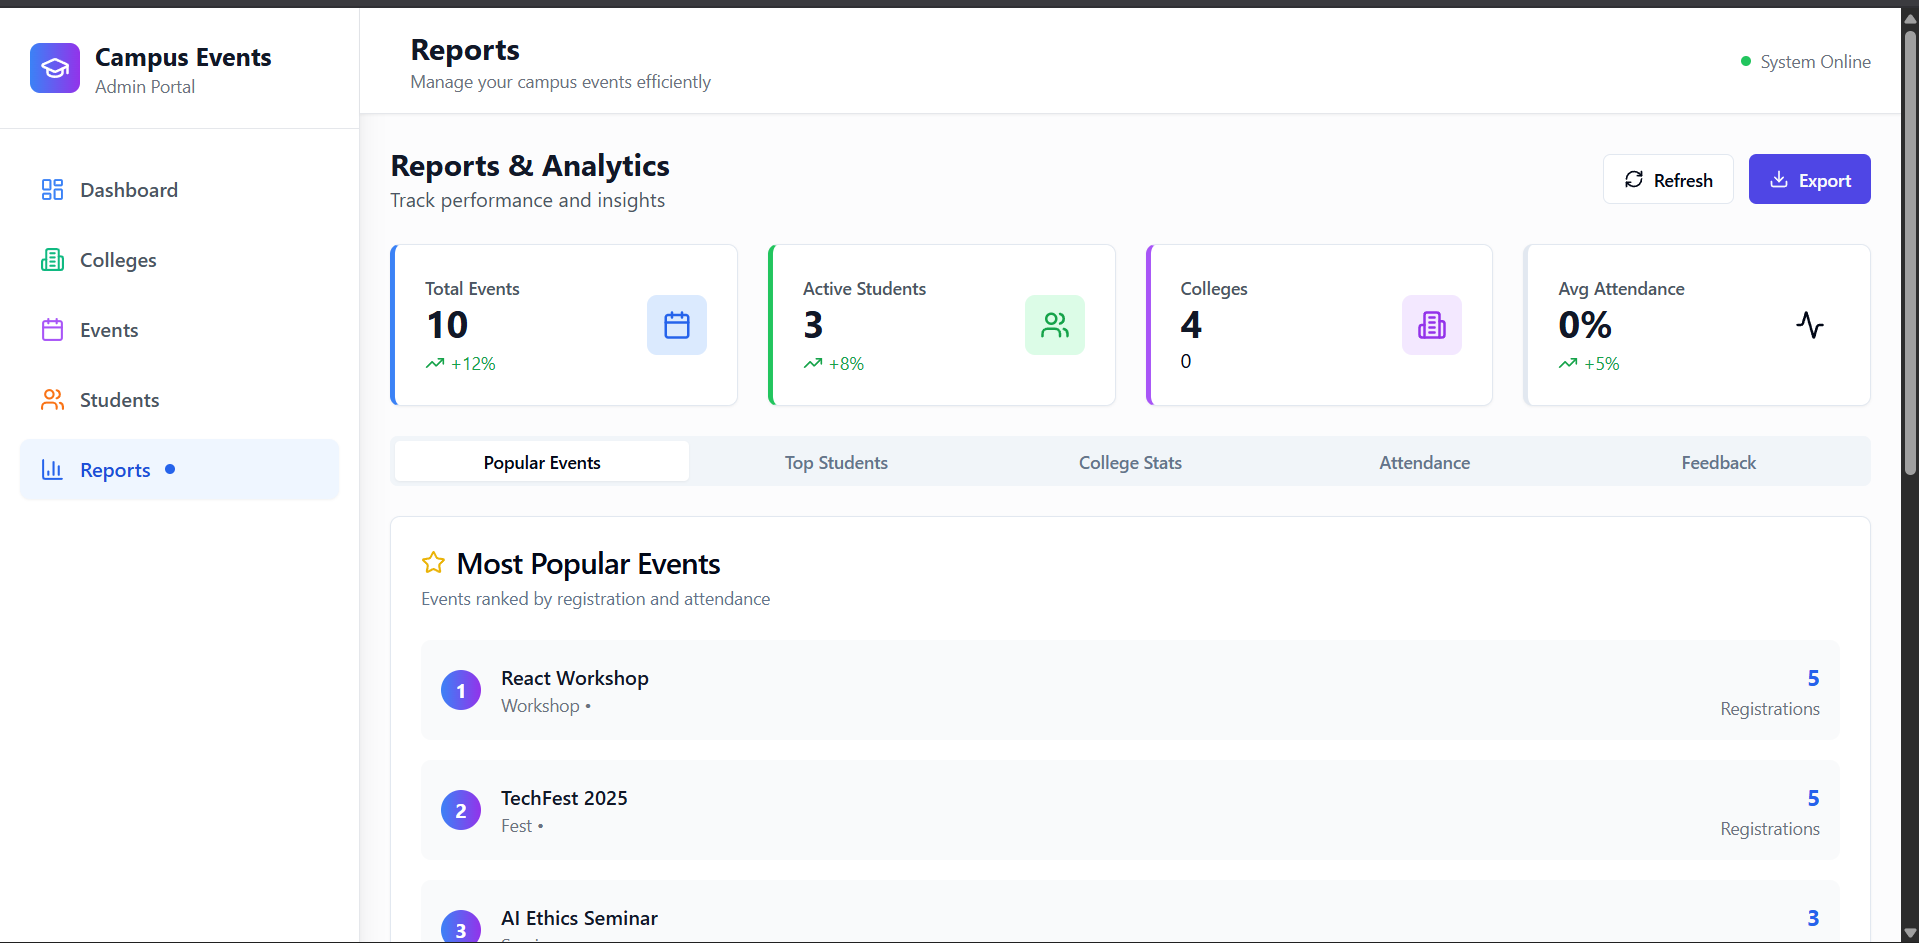 Campus Events
Admin Portal
Dashboard
Colleges
Events
Students
Reports
Reports
Manage your campus events efficiently
System Online
Reports & Analytics
Track performance and insights
Refresh
Export
Total Events
10
+12%
Active Students
3
+8%
Colleges
4
0
Avg Attendance
0%
+5%
Popular Events
Top Students
College Stats
Attendance
Feedback
Most Popular Events
Events ranked by registration and attendance
1
React Workshop
Workshop •
5
Registrations
2
TechFest 2025
Fest •
5
Registrations
3
AI Ethics Seminar
3